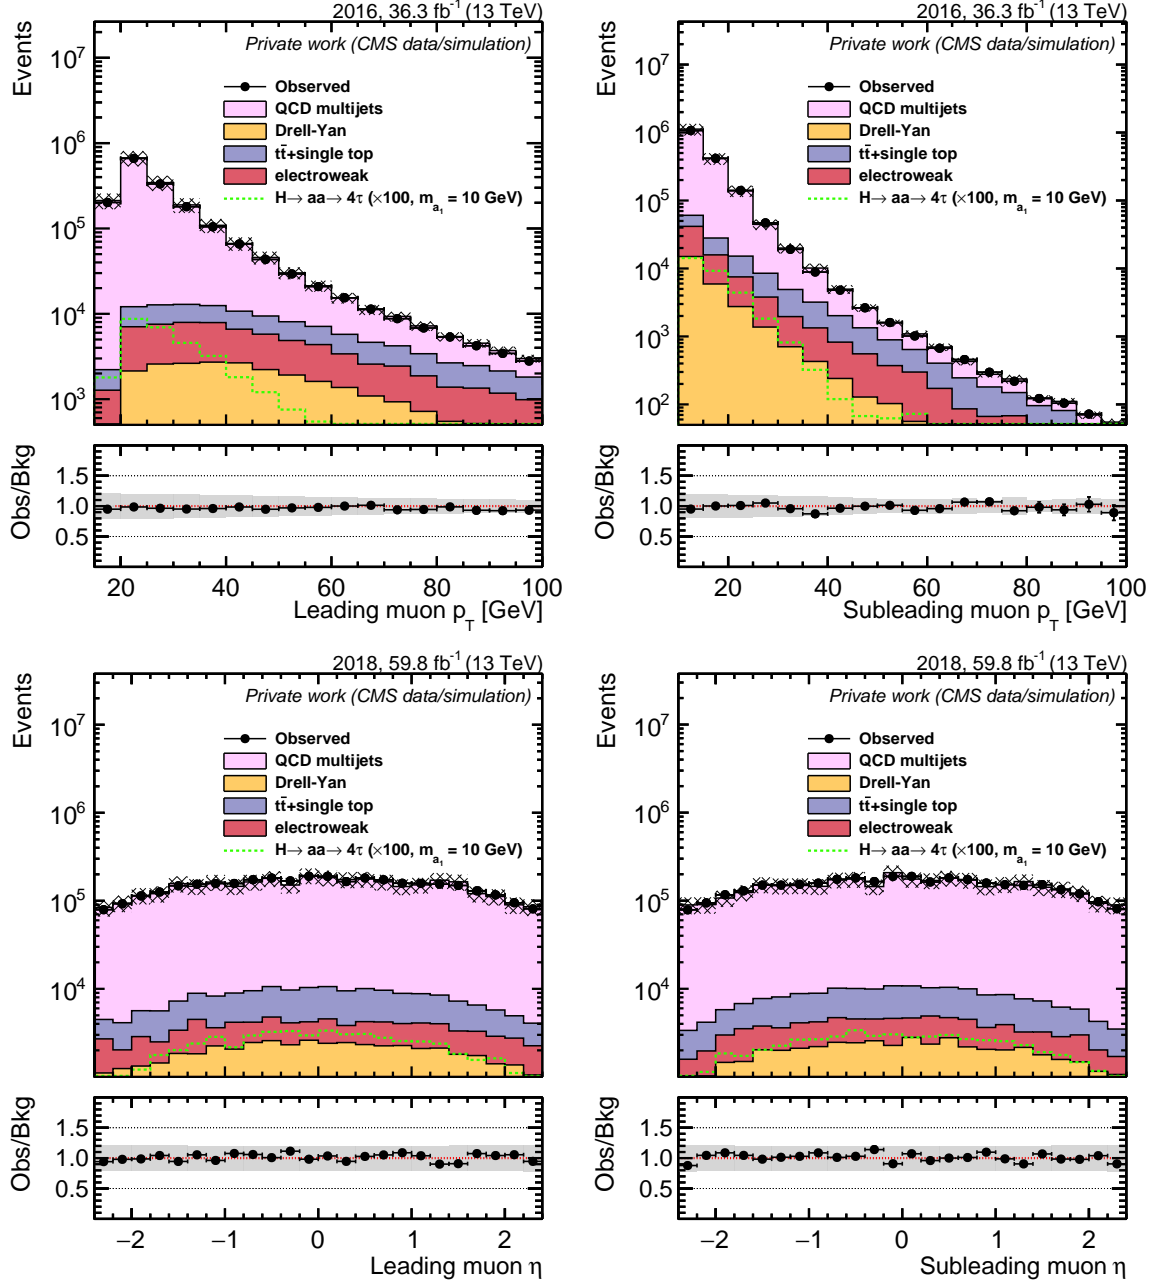 2016, 36.3 fb⁻¹ (13 TeV)
Private work (CMS data/simulation)
Events
10⁷
10⁶
10⁵
10⁴
10³
Observed
QCD multijets
Drell-Yan
tt̄+single top
electroweak
H→ aa→ 4τ (×100, m_a₁ = 10 GeV)
Obs/Bkg
1.5
1.0
0.5
20 40 60 80 100
Leading muon p_T [GeV]
2016, 36.3 fb⁻¹ (13 TeV)
Private work (CMS data/simulation)
Events
10⁷
10⁶
10⁵
10⁴
10³
10²
Observed
QCD multijets
Drell-Yan
tt̄+single top
electroweak
H→ aa→ 4τ (×100, m_a₁ = 10 GeV)
Obs/Bkg
1.5
1.0
0.5
20 40 60 80 100
Subleading muon p_T [GeV]
2018, 59.8 fb⁻¹ (13 TeV)
Private work (CMS data/simulation)
Events
10⁷
10⁶
10⁵
10⁴
Observed
QCD multijets
Drell-Yan
tt̄+single top
electroweak
H→ aa→ 4τ (×100, m_a₁ = 10 GeV)
Obs/Bkg
1.5
1.0
0.5
−2 −1 0 1 2
Leading muon η
2018, 59.8 fb⁻¹ (13 TeV)
Private work (CMS data/simulation)
Events
10⁷
10⁶
10⁵
10⁴
Observed
QCD multijets
Drell-Yan
tt̄+single top
electroweak
H→ aa→ 4τ (×100, m_a₁ = 10 GeV)
Obs/Bkg
1.5
1.0
0.5
−2 −1 0 1 2
Subleading muon η